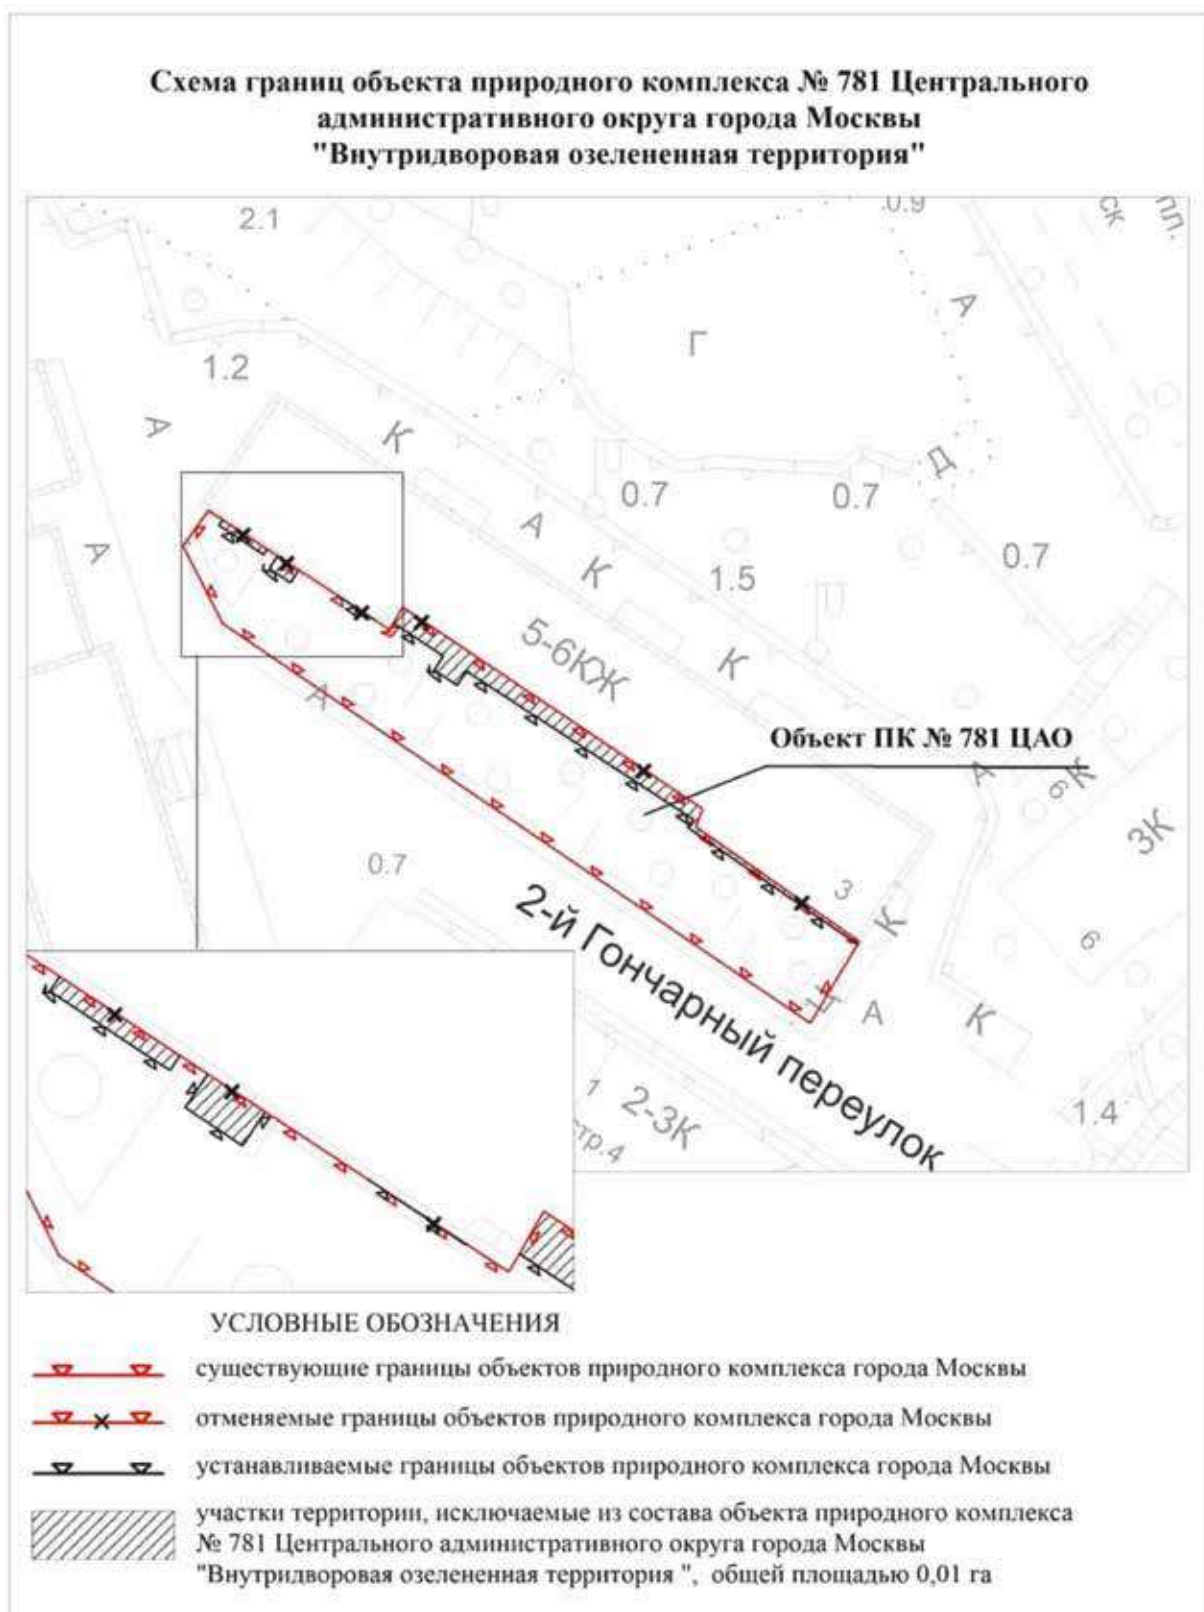 Схема границ объекта природного комплекса № 781 Центрального
административного округа города Москвы
"Внутридворовая озелененная территория"
2.1
0.9
ск
пл.
А
Г
1.2
А
К
Д
0.7
0.7
А
А
0.7
К
1.5
П
П
5-6КЖ
К
А
Объект ПК № 781 ЦАО
А
К
6
3К
0.7
3
К
6
2-й Гончарный переулок
А
К
1
2-3К
стр.4
1.4
УСЛОВНЫЕ ОБОЗНАЧЕНИЯ
существующие границы объектов природного комплекса города Москвы
отменяемые границы объектов природного комплекса города Москвы
устанавливаемые границы объектов природного комплекса города Москвы
участки территории, исключаемые из состава объекта природного комплекса
№ 781 Центрального административного округа города Москвы
"Внутридворовая озелененная территория ", общей площадью 0,01 га